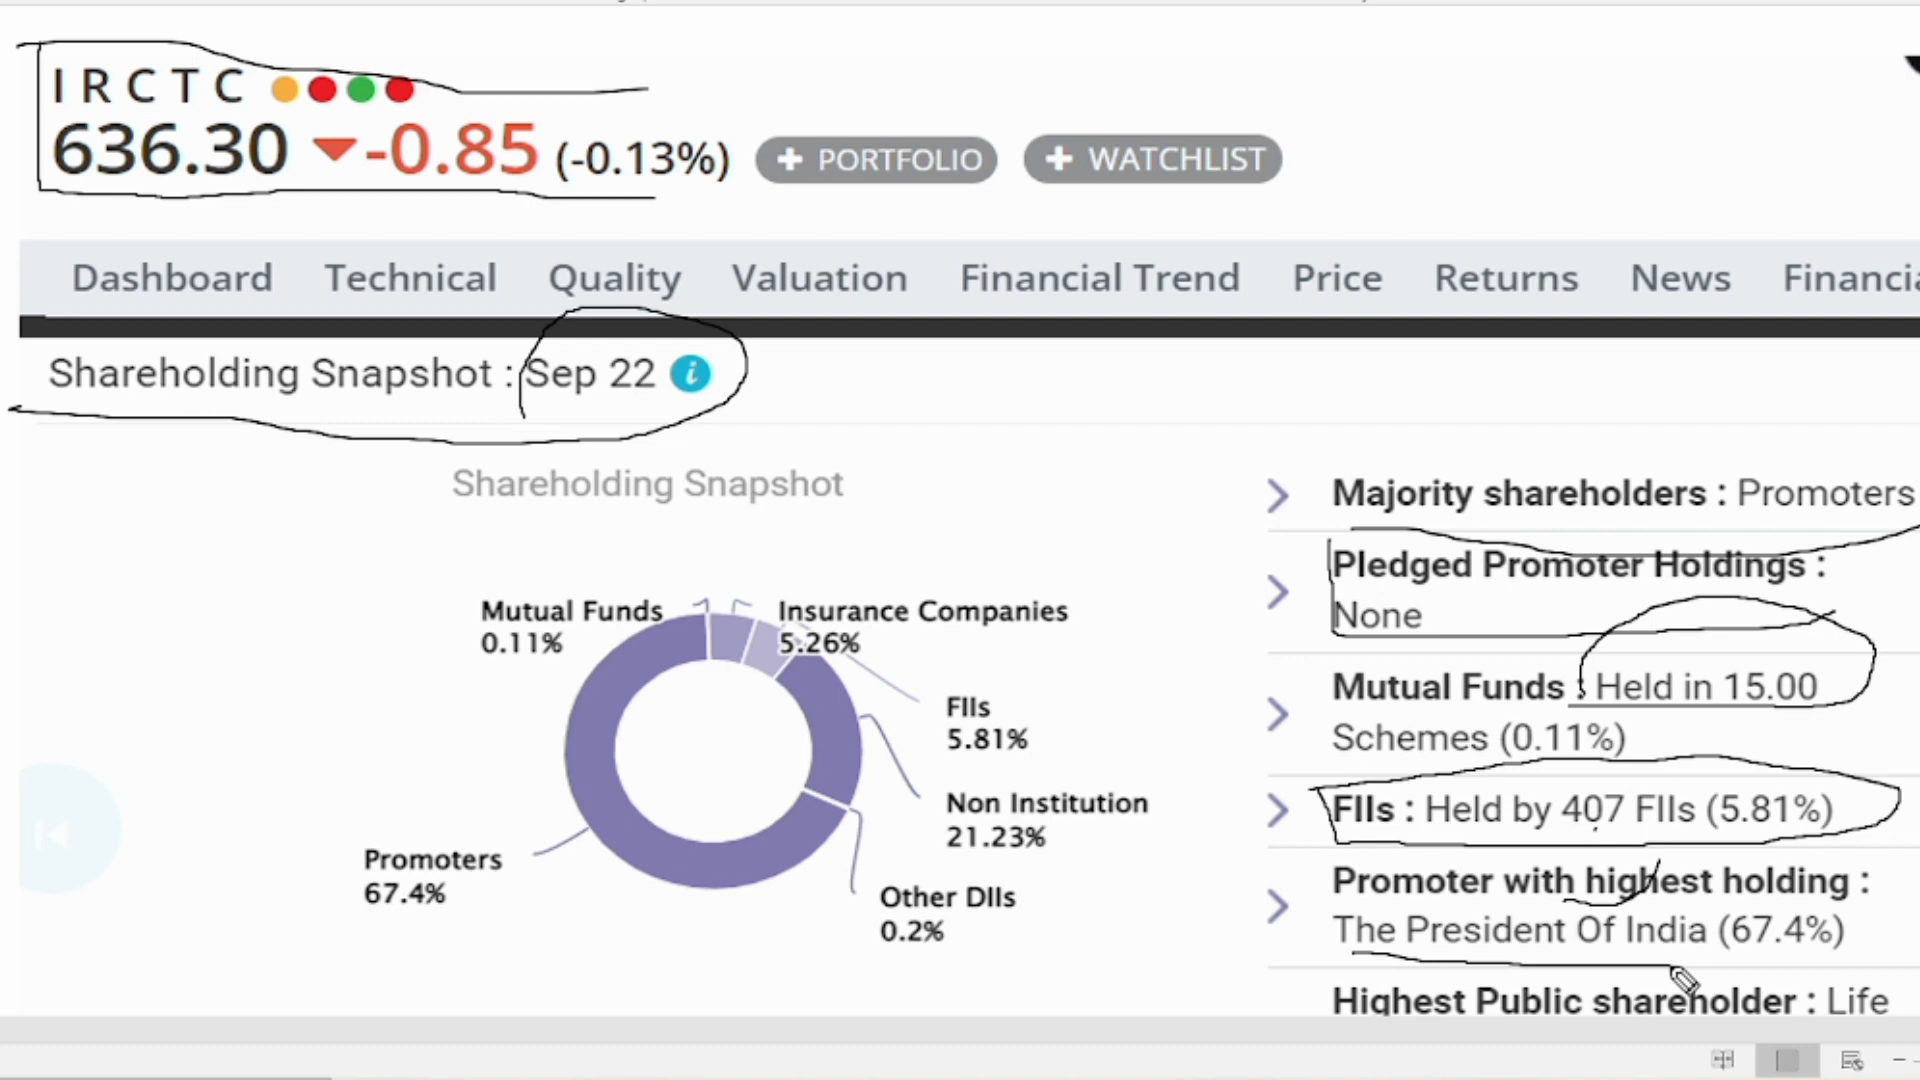 I R C T C
636.30 -0.85 (-0.13%)
PORTFOLIO
WATCHLIST
Dashboard Technical Quality Valuation Financial Trend Price Returns News Financia
Shareholding Snapshot : Sep 22
Shareholding Snapshot
Mutual Funds
0.11%
Insurance Companies
5.26%
FIIs
5.81%
Non Institution
21.23%
Other DIIs
0.2%
Promoters
67.4%
Majority shareholders : Promoters
Pledged Promoter Holdings :
None
Mutual Funds : Held in 15.00
Schemes (0.11%)
FIIs : Held by 407 FIIs (5.81%)
Promoter with highest holding :
The President Of India (67.4%)
Highest Public shareholder : Life